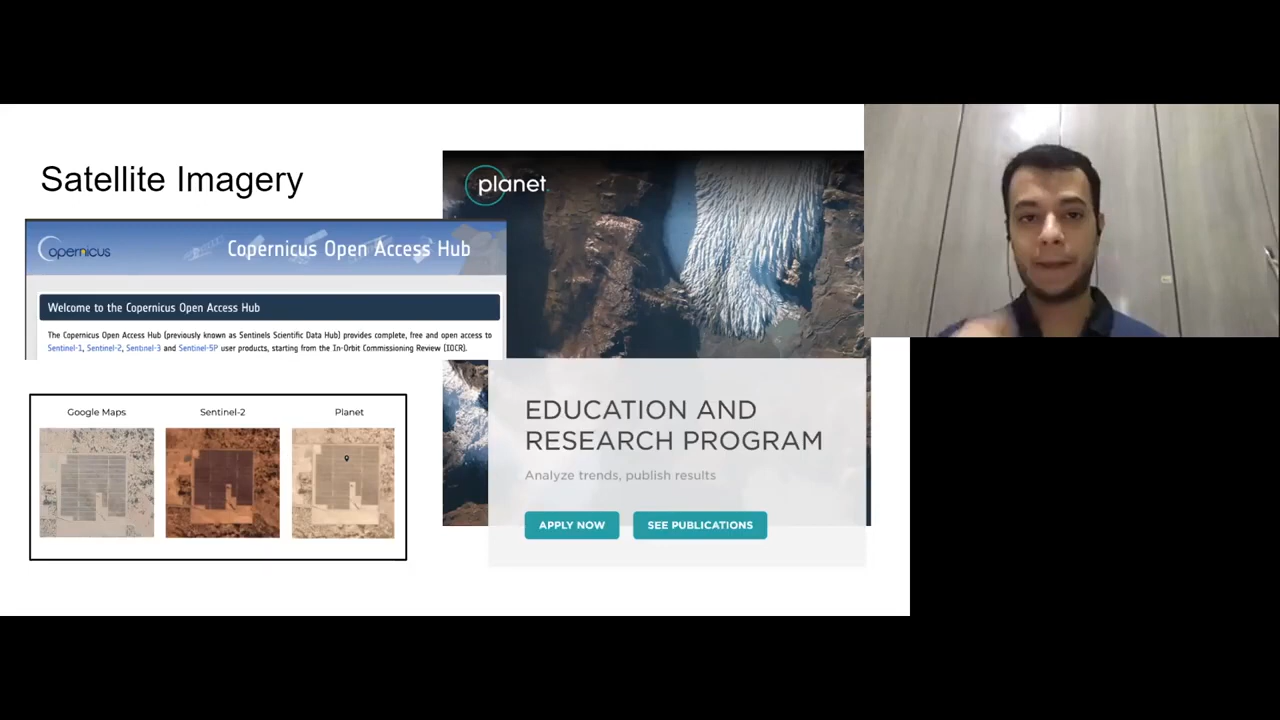 Satellite Imagery
planet.
opernicus
Copernicus Open Access Hub
Welcome to the Copernicus Open Access Hub
The Copernicus Open Access Hub (previously known as Sentinels Scientific Data Hub) provides complete, free and open access to
Sentinel-1, Sentinel-2, Sentinel-3 and Sentinel-5P user products, starting from the In-Orbit Commissioning Review (IOCR).
Google Maps
Sentinel-2
Planet
EDUCATION AND
RESEARCH PROGRAM
Analyze trends, publish results
APPLY NOW
SEE PUBLICATIONS